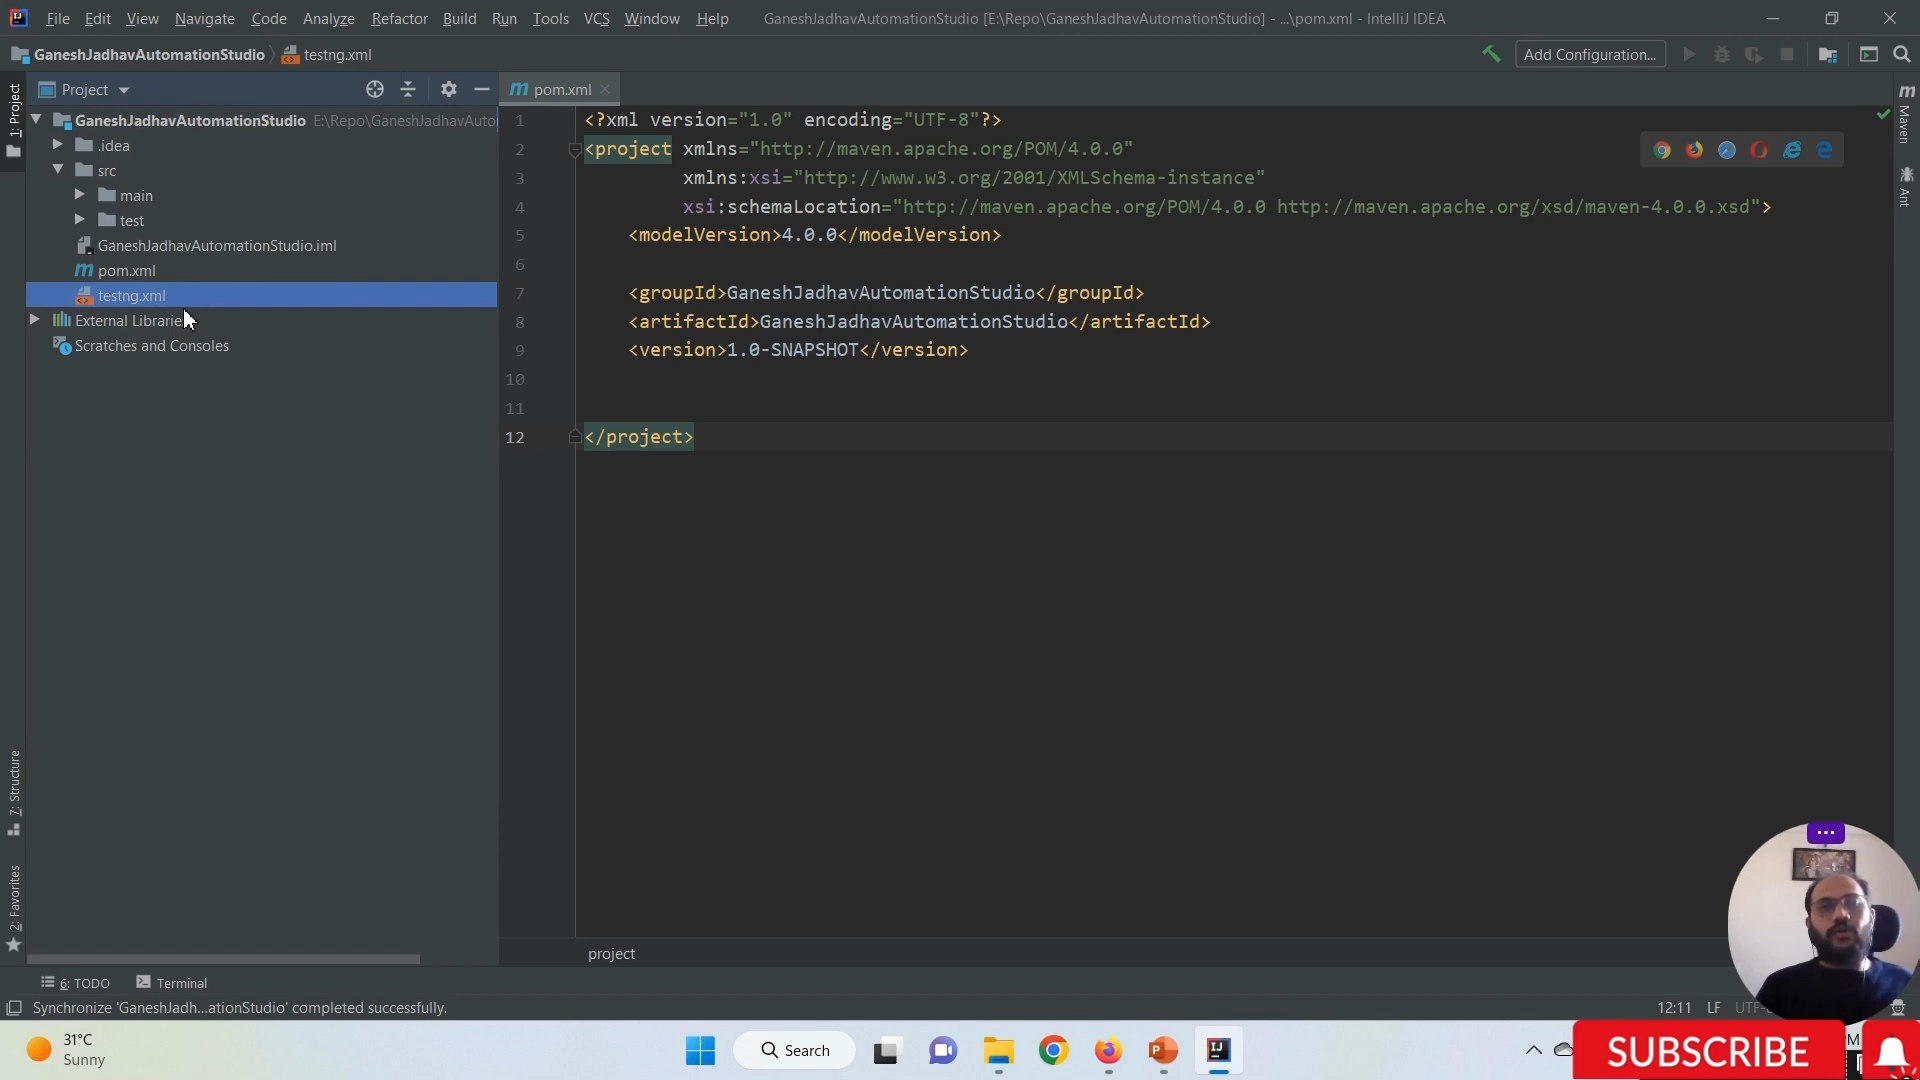 File Edit View Navigate Code Analyze Refactor Build Run Tools VCS Window Help GaneshJadhavAutomationStudio [E:\Repo\GaneshJadhavAutomationStudio] - ...\pom.xml - IntelliJ IDEA
GaneshJadhavAutomationStudio testng.xml Add Configuration...
1: Project
Project
GaneshJadhavAutomationStudio E:\Repo\GaneshJadhavAuto
.idea
src
main
test
GaneshJadhavAutomationStudio.iml
pom.xml
testng.xml
External Librarie
Scratches and Consoles
7: Structure
2: Favorites
pom.xml
1 <?xml version="1.0" encoding="UTF-8"?>
2 <project xmlns="http://maven.apache.org/POM/4.0.0"
3 xmlns:xsi="http://www.w3.org/2001/XMLSchema-instance"
4 xsi:schemaLocation="http://maven.apache.org/POM/4.0.0 http://maven.apache.org/xsd/maven-4.0.0.xsd">
5 <modelVersion>4.0.0</modelVersion>
6
7 <groupId>GaneshJadhavAutomationStudio</groupId>
8 <artifactId>GaneshJadhavAutomationStudio</artifactId>
9 <version>1.0-SNAPSHOT</version>
10
11
12 </project>
project
Maven
Ant
6: TODO Terminal
Synchronize 'GaneshJadh...ationStudio' completed successfully. 12:11 LF UTF-
31°C
Sunny
Search
SUBSCRIBE